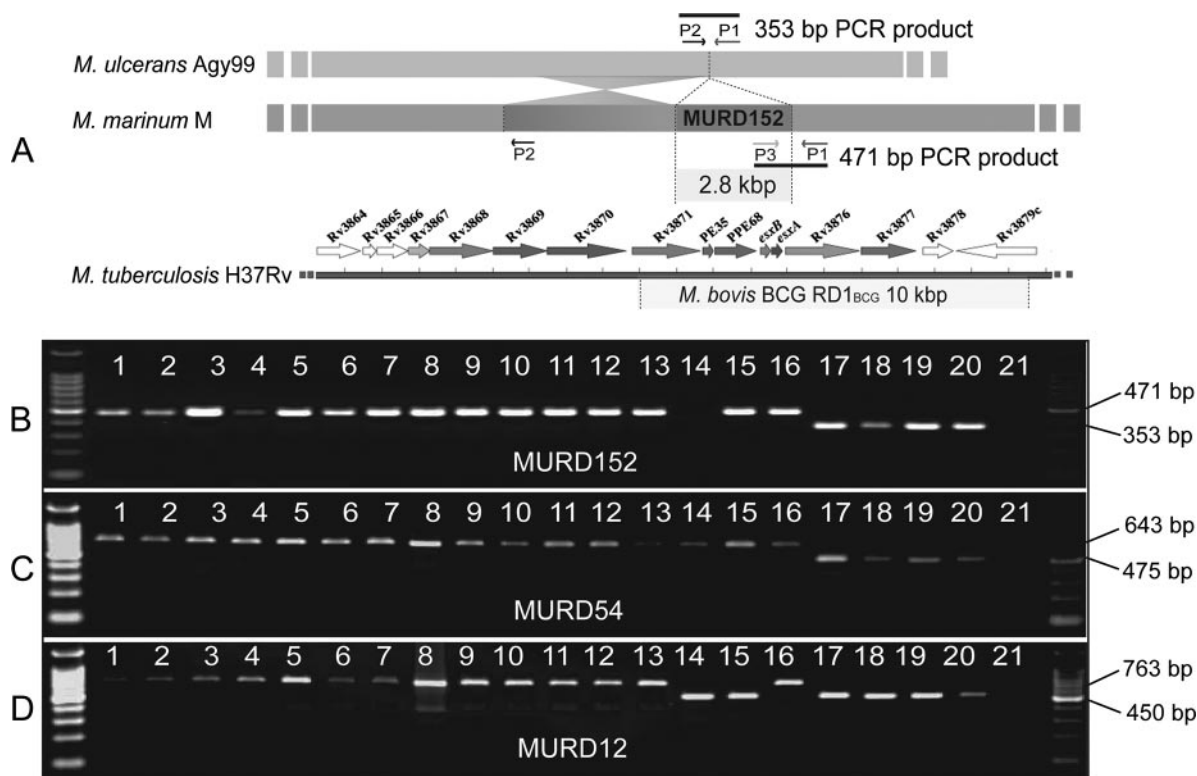 P2 P1 353 bp PCR product
M. ulcerans Agy99
M. marinum M MURD152
A
P2 P3 P1 471 bp PCR product
2.8 kbp
Rv3864 Rv3865 Rv3866 Rv3867 Rv3868 Rv3869 Rv3870 Rv3871 PE35 PPE68 esxB esxA Rv3876 Rv3877 Rv3878 Rv3879c
M. tuberculosis H37Rv
M. bovis BCG RD1BCG 10 kbp
1 2 3 4 5 6 7 8 9 10 11 12 13 14 15 16 17 18 19 20 21
471 bp
B
353 bp
MURD152
1 2 3 4 5 6 7 8 9 10 11 12 13 14 15 16 17 18 19 20 21
643 bp
C
475 bp
MURD54
1 2 3 4 5 6 7 8 9 10 11 12 13 14 15 16 17 18 19 20 21
763 bp
D
450 bp
MURD12